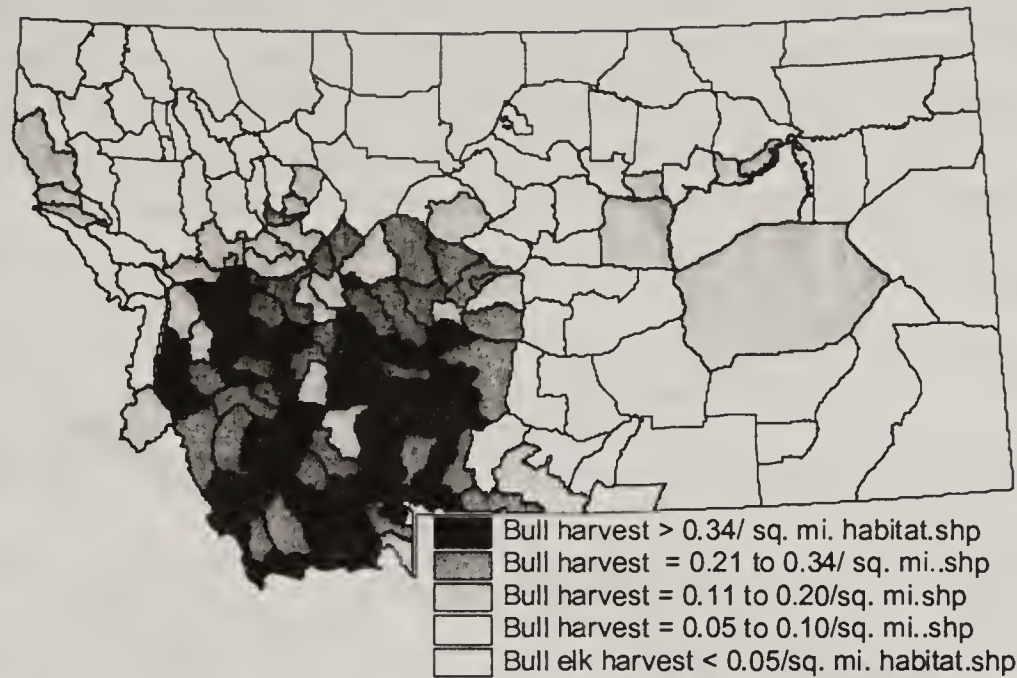 Bull harvest > 0.34/ sq. mi. habitat.shp
Bull harvest = 0.21 to 0.34/ sq. mi..shp
Bull harvest = 0.11 to 0.20/sq. mi.shp
Bull harvest = 0.05 to 0.10/sq. mi..shp
Bull elk harvest < 0.05/sq. mi. habitat.shp